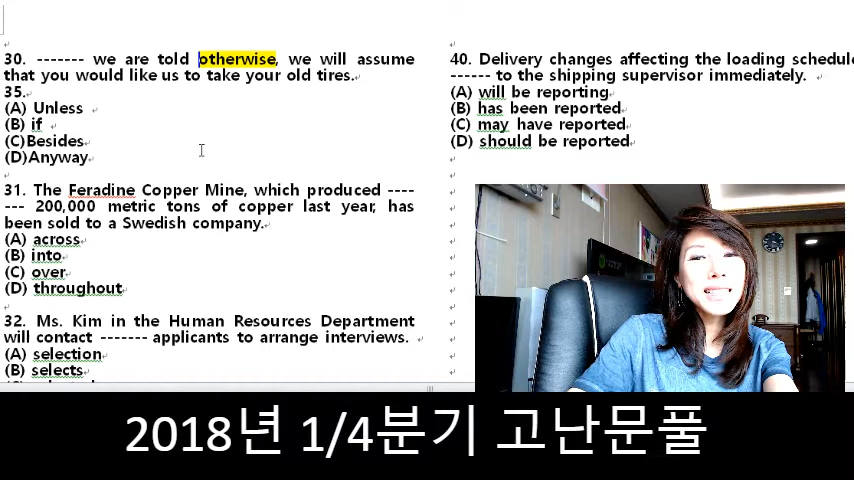 30. ------- we are told otherwise, we will assume
that you would like us to take your old tires.
35.
(A) Unless
(B) if
(C)Besides
(D)Anyway
31. The Feradine Copper Mine, which produced ----
--- 200,000 metric tons of copper last year, has
been sold to a Swedish company.
(A) across
(B) into
(C) over
(D) throughout
32. Ms. Kim in the Human Resources Department
will contact ------- applicants to arrange interviews.
(A) selection
(B) selects
40. Delivery changes affecting the loading schedule
------ to the shipping supervisor immediately.
(A) will be reporting
(B) has been reported
(C) may have reported
(D) should be reported
2018년 1/4분기 고난문풀